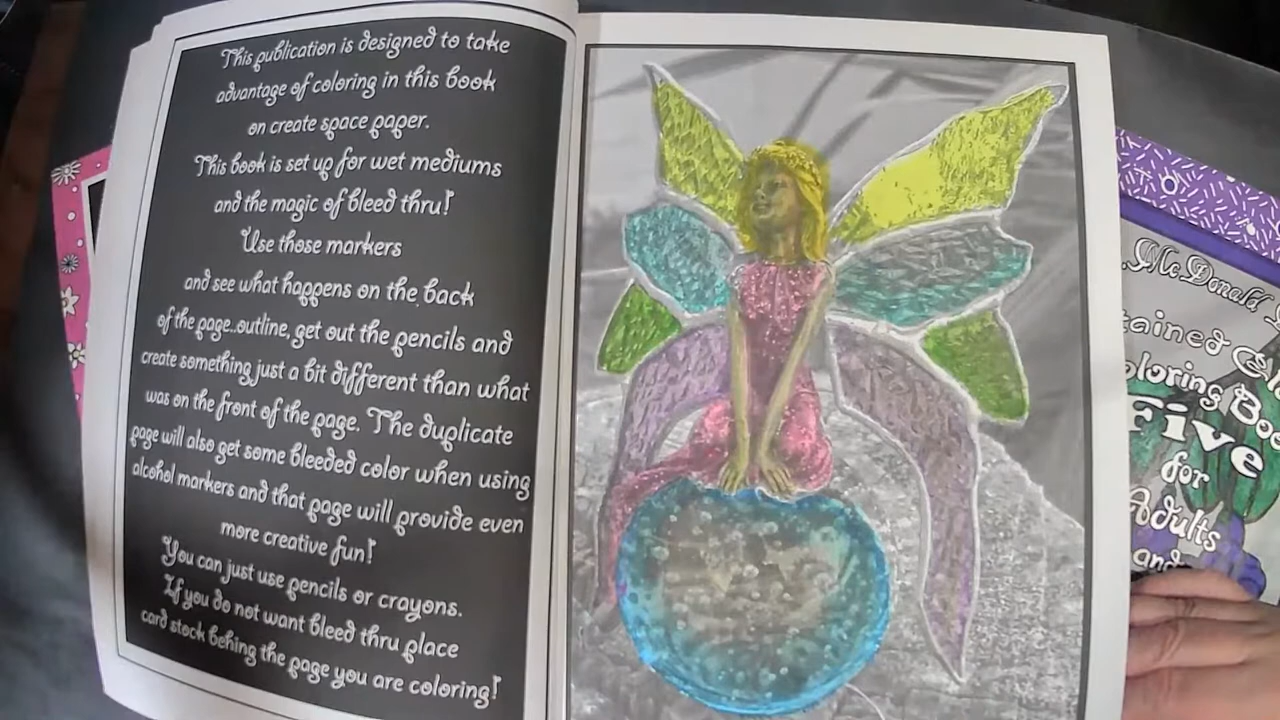 This publication is designed to take
advantage of coloring in this book
on create space paper.
This book is set up for wet mediums
and the magic of bleed thru!
Use those markers
and see what happens on the back
of the page..outline, get out the pencils and
create something just a bit different than what
was on the front of the page. The duplicate
page will also get some bleeded color when using
alcohol markers and that page will provide even
more creative fun!
You can just use pencils or crayons.
If you do not want bleed thru place
card stock behing the page you are coloring!
McDonald
tained
oloring Boo
Five
for
Adults
and